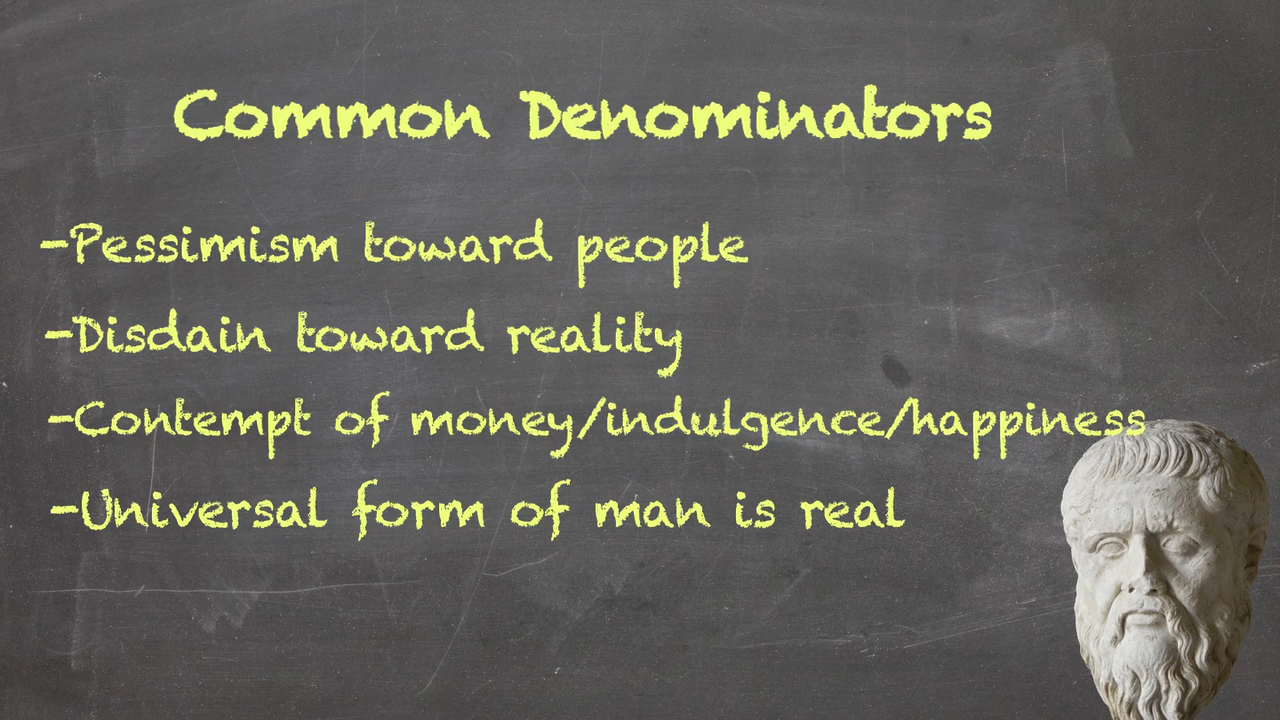 Common Denominators
-Pessimism toward people
-Disdain toward reality
-Contempt of money/indulgence/happiness
-Universal form of man is real